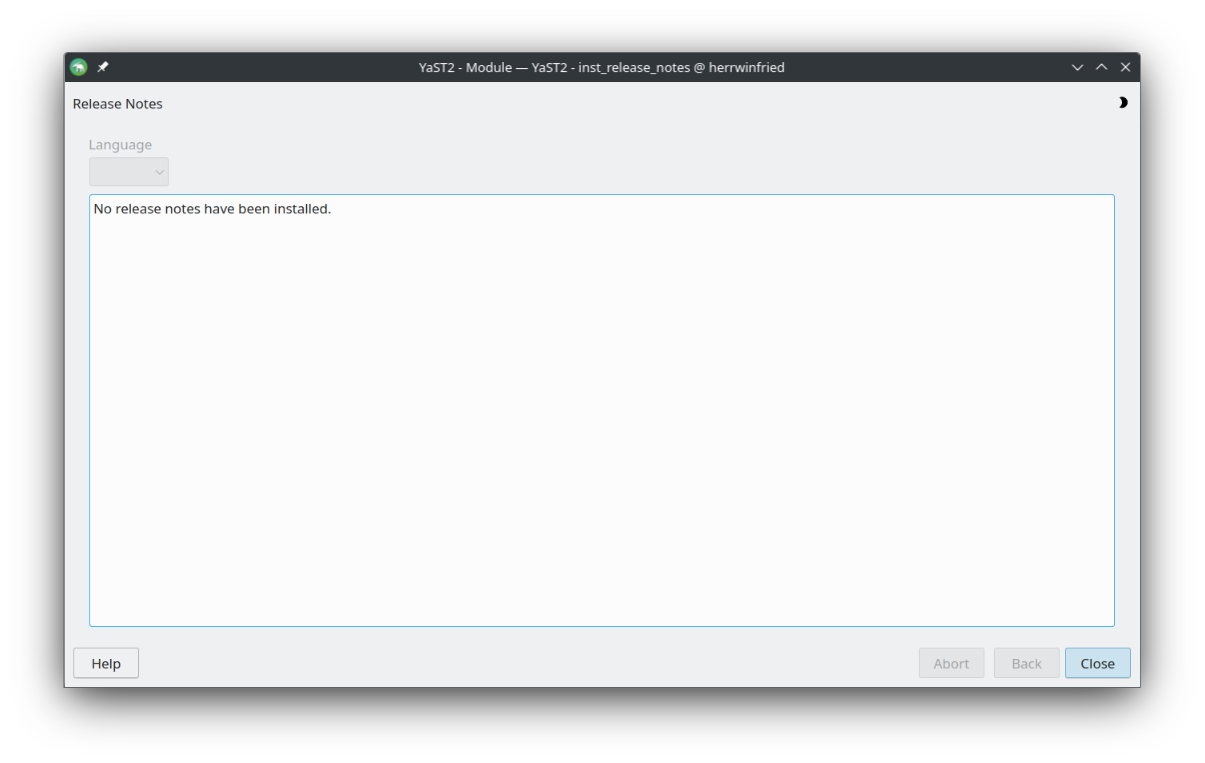 YaST2 - Module — YaST2 - inst_release_notes @ herrwinfried
Release Notes
Language
No release notes have been installed.
Help
Abort
Back
Close